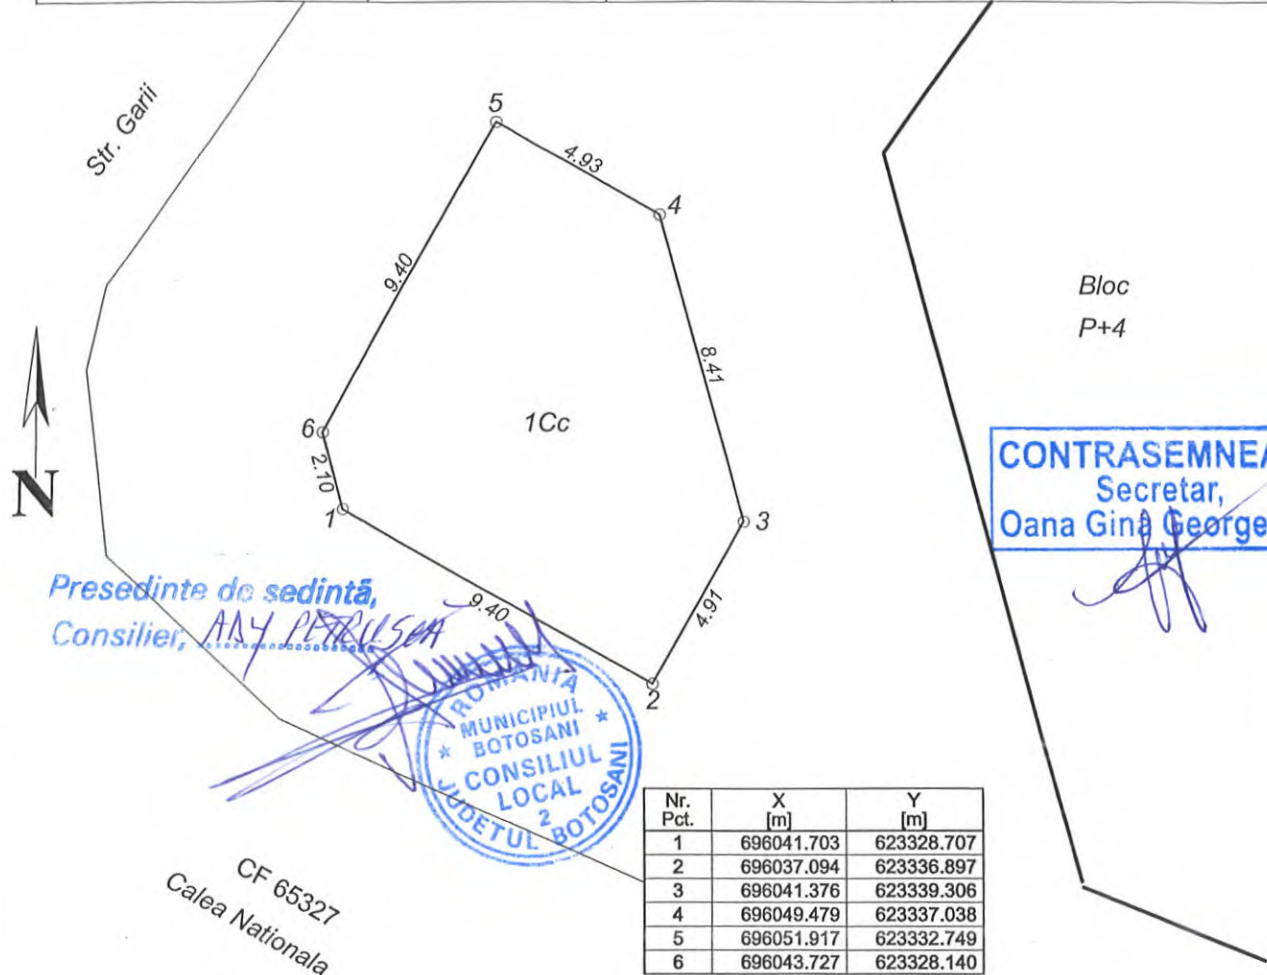 Str. Garii
5
4.93
4
9.40
Bloc
P+4
8.41
6
1Cc
2.10
N
1
3
CONTRASEMNEA
Secretar,
Oana Gina George
Presedinte de sedintă,
Consilier, ADY PETRUSCA
9.40
4.91
2
ROMANIA
MUNICIPIUL
BOTOSANI
CONSILIUL
LOCAL
2
JUDETUL BOTOSANI
CF 65327
Calea Nationala
Nr. Pct. X [m] Y [m]
1 696041.703 623328.707
2 696037.094 623336.897
3 696041.376 623339.306
4 696049.479 623337.038
5 696051.917 623332.749
6 696043.727 623328.140